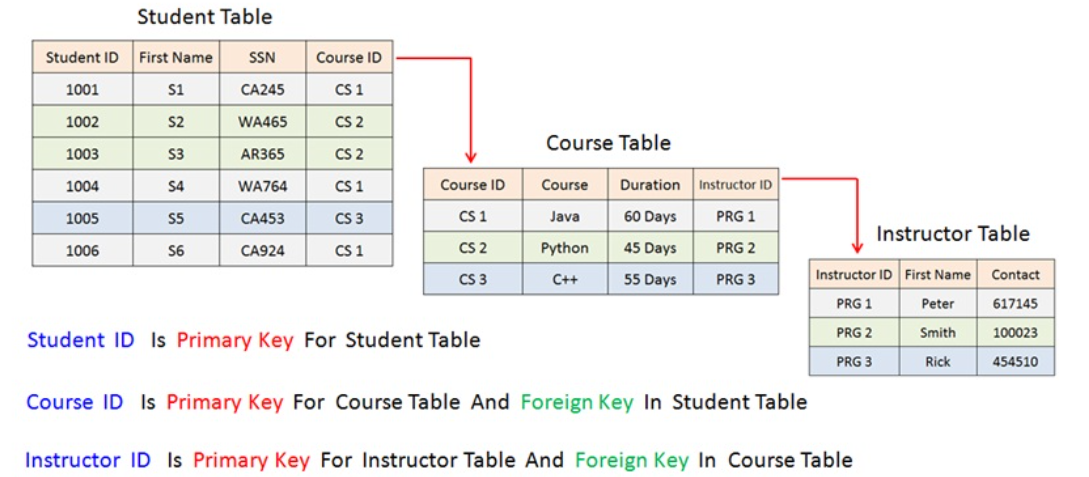 Student Table
Student ID First Name SSN Course ID
1001 S1 CA245 CS 1
1002 S2 WA465 CS 2
1003 S3 AR365 CS 2
1004 S4 WA764 CS 1
1005 S5 CA453 CS 3
1006 S6 CA924 CS 1
Course Table
Course ID Course Duration Instructor ID
CS 1 Java 60 Days PRG 1
CS 2 Python 45 Days PRG 2
CS 3 C++ 55 Days PRG 3
Instructor Table
Instructor ID First Name Contact
PRG 1 Peter 617145
PRG 2 Smith 100023
PRG 3 Rick 454510
Student ID Is Primary Key For Student Table
Course ID Is Primary Key For Course Table And Foreign Key In Student Table
Instructor ID Is Primary Key For Instructor Table And Foreign Key In Course Table